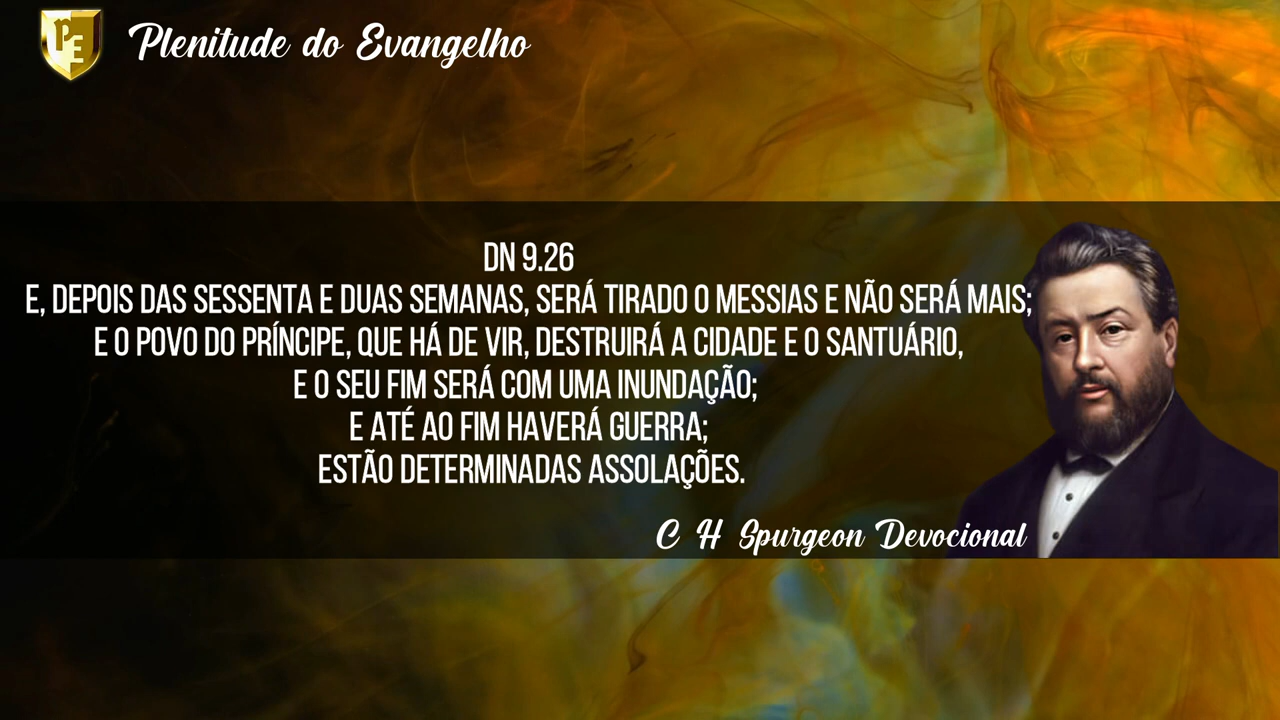 PE
Plenitude do Evangelho
DN 9.26
E, DEPOIS DAS SESSENTA E DUAS SEMANAS, SERÁ TIRADO O MESSIAS E NÃO SERÁ MAIS;
E O POVO DO PRÍNCIPE, QUE HÁ DE VIR, DESTRUIRÁ A CIDADE E O SANTUÁRIO,
E O SEU FIM SERÁ COM UMA INUNDAÇÃO;
E ATÉ AO FIM HAVERÁ GUERRA;
ESTÃO DETERMINADAS ASSOLAÇÕES.
C H Spurgeon Devocional